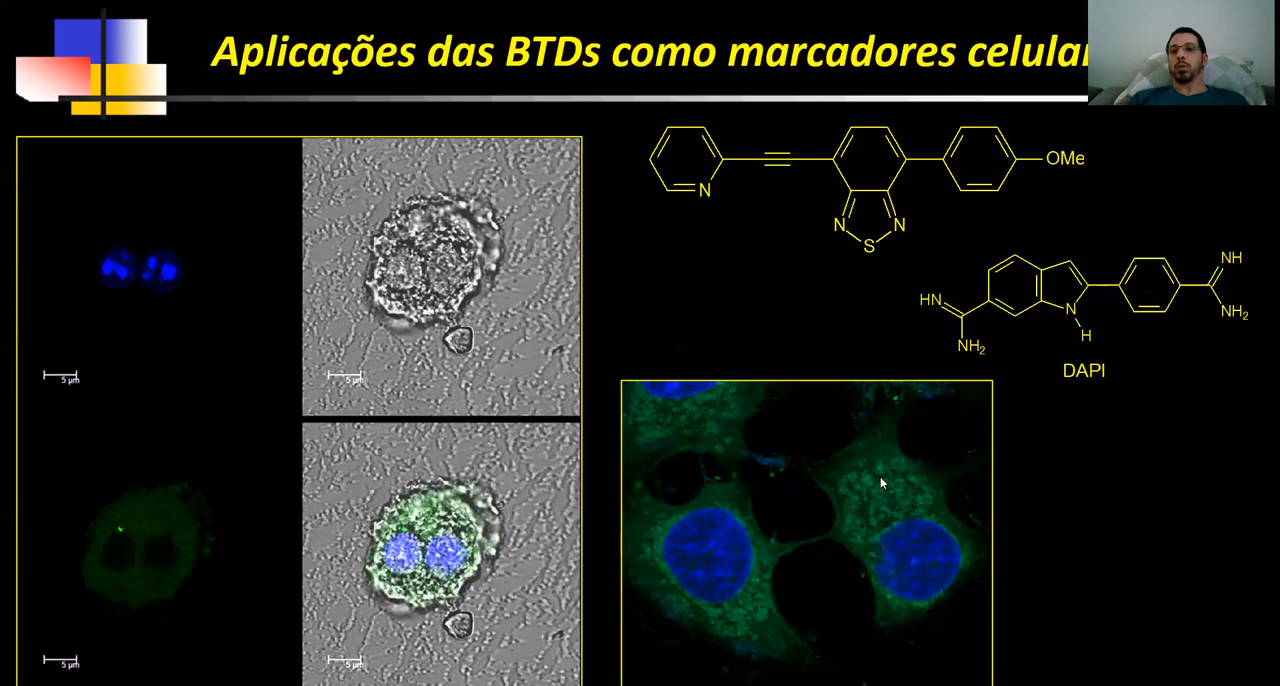 Aplicações das BTDs como marcadores celular
N
OMe
N
N
S
NH
HN
N
NH₂
H
NH₂
DAPI
5 µm
5 µm
5 µm
5 µm